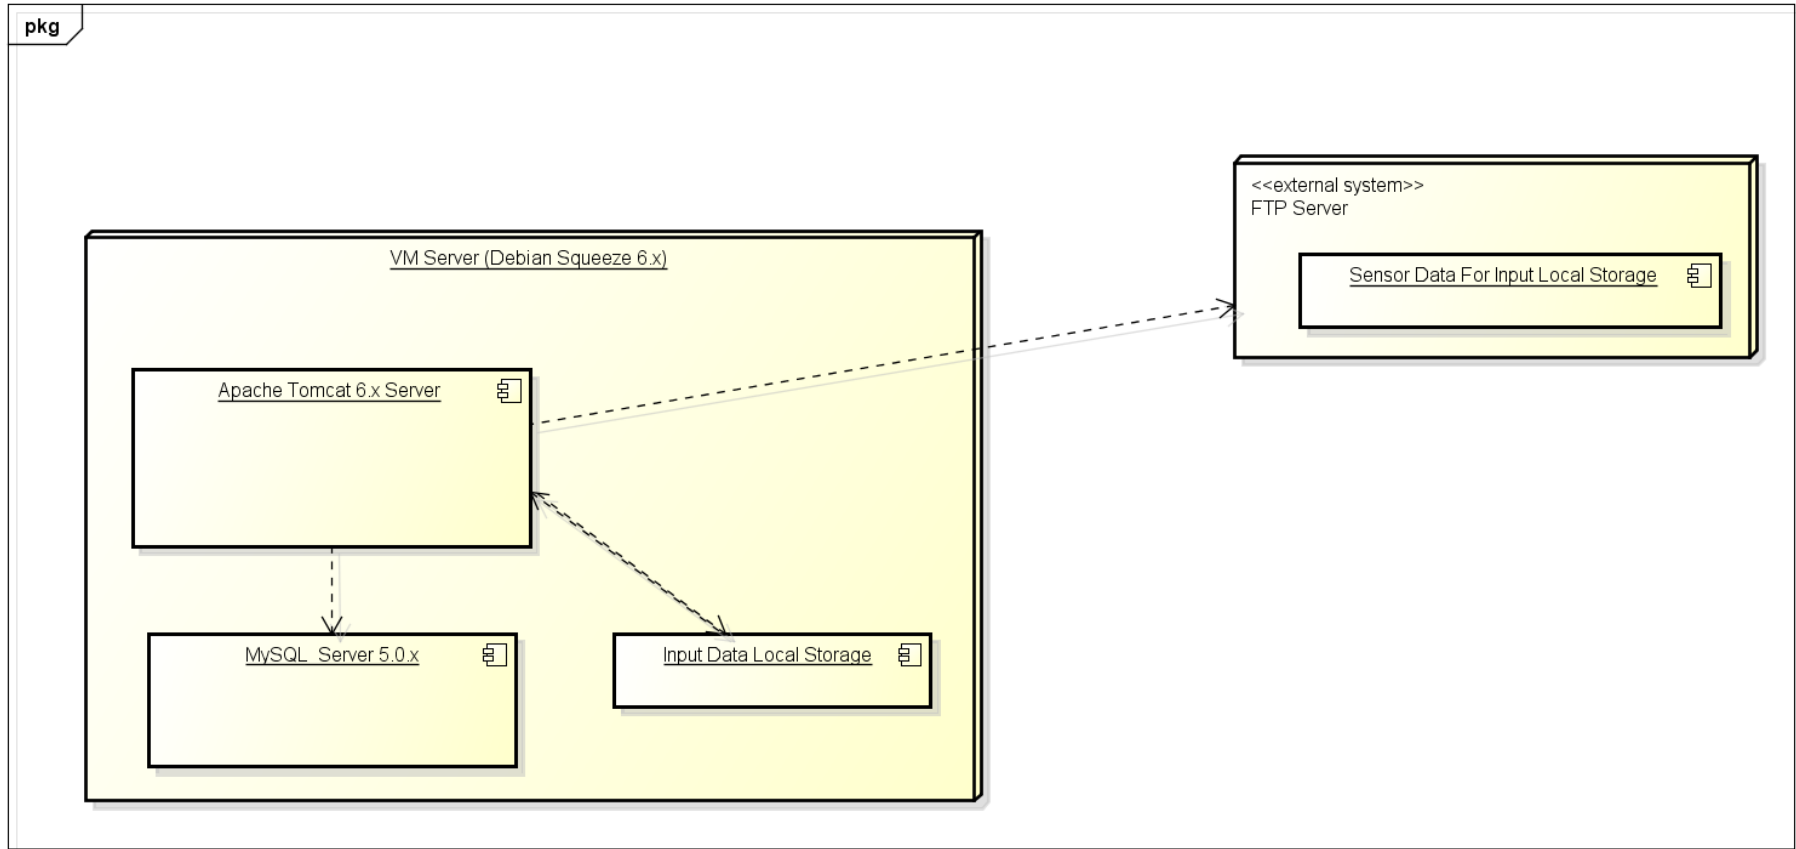 pkg
<<external system>>
FTP Server
Sensor Data For Input Local Storage
VM Server (Debian Squeeze 6.x)
Apache Tomcat 6.x Server
MySQL  Server 5.0.x
Input Data Local Storage